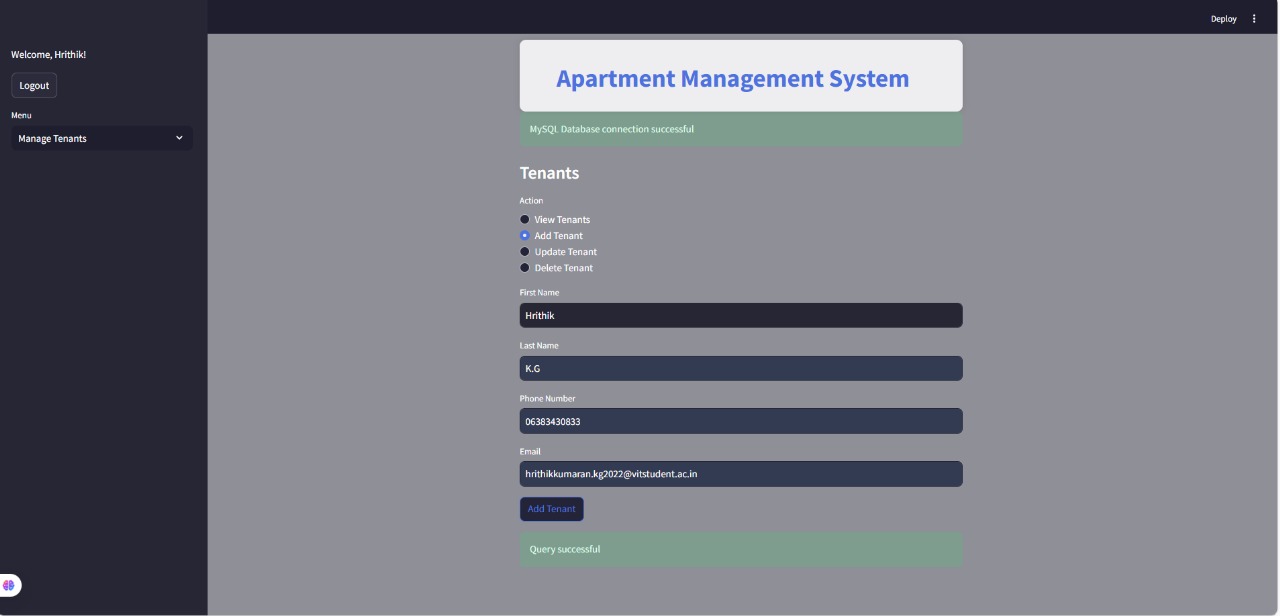 Deploy
Welcome, Hrithik!
Logout
Menu
Manage Tenants
Apartment Management System
MySQL Database connection successful
Tenants
Action
View Tenants
Add Tenant
Update Tenant
Delete Tenant
First Name
Hrithik
Last Name
K.G
Phone Number
06383430833
Email
hrithikkumaran.kg2022@vitstudent.ac.in
Add Tenant
Query successful